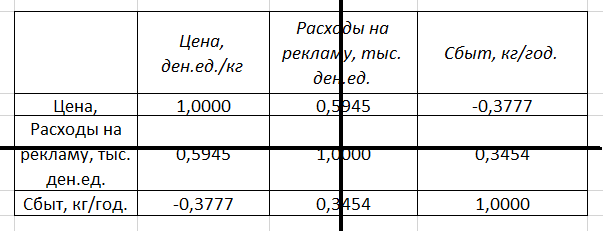 Цена,
ден.ед./кг
Расходы на
рекламу, тыс.
ден.ед.
Сбыт, кг/год.
Цена, 1,0000 0,5945 -0,3777
Расходы на
рекламу, тыс. 0,5945 1,0000 0,3454
ден.ед.
Сбыт, кг/год. -0,3777 0,3454 1,0000